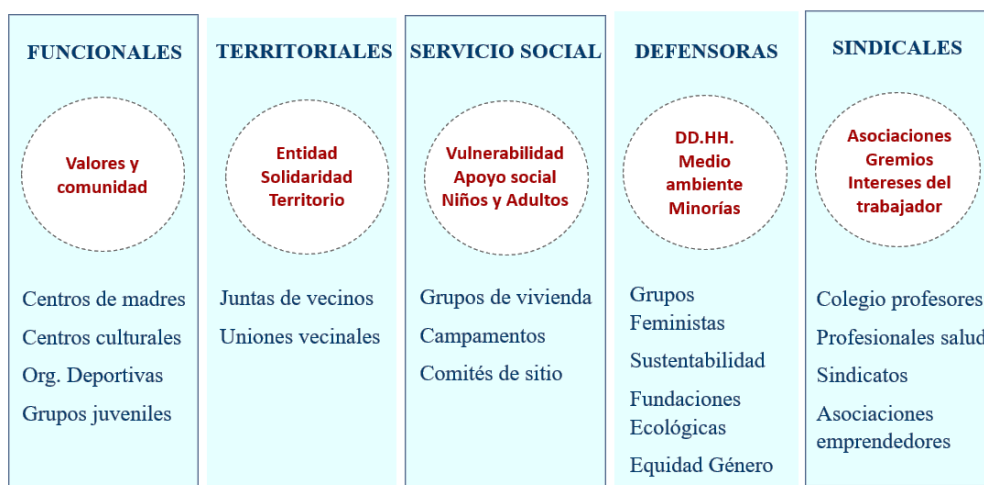 FUNCIONALES
Valores y
comunidad
Centros de madres
Centros culturales
Org. Deportivas
Grupos juveniles
TERRITORIALES
Entidad
Solidaridad
Territorio
Juntas de vecinos
Uniones vecinales
SERVICIO SOCIAL
Vulnerabilidad
Apoyo social
Niños y Adultos
Grupos de vivienda
Campamentos
Comités de sitio
DEFENSORAS
DD.HH.
Medio
ambiente
Minorías
Grupos
Feministas
Sustentabilidad
Fundaciones
Ecológicas
Equidad Género
SINDICALES
Asociaciones
Gremios
Intereses del
trabajador
Colegio profesores
Profesionales salud
Sindicatos
Asociaciones
emprendedores